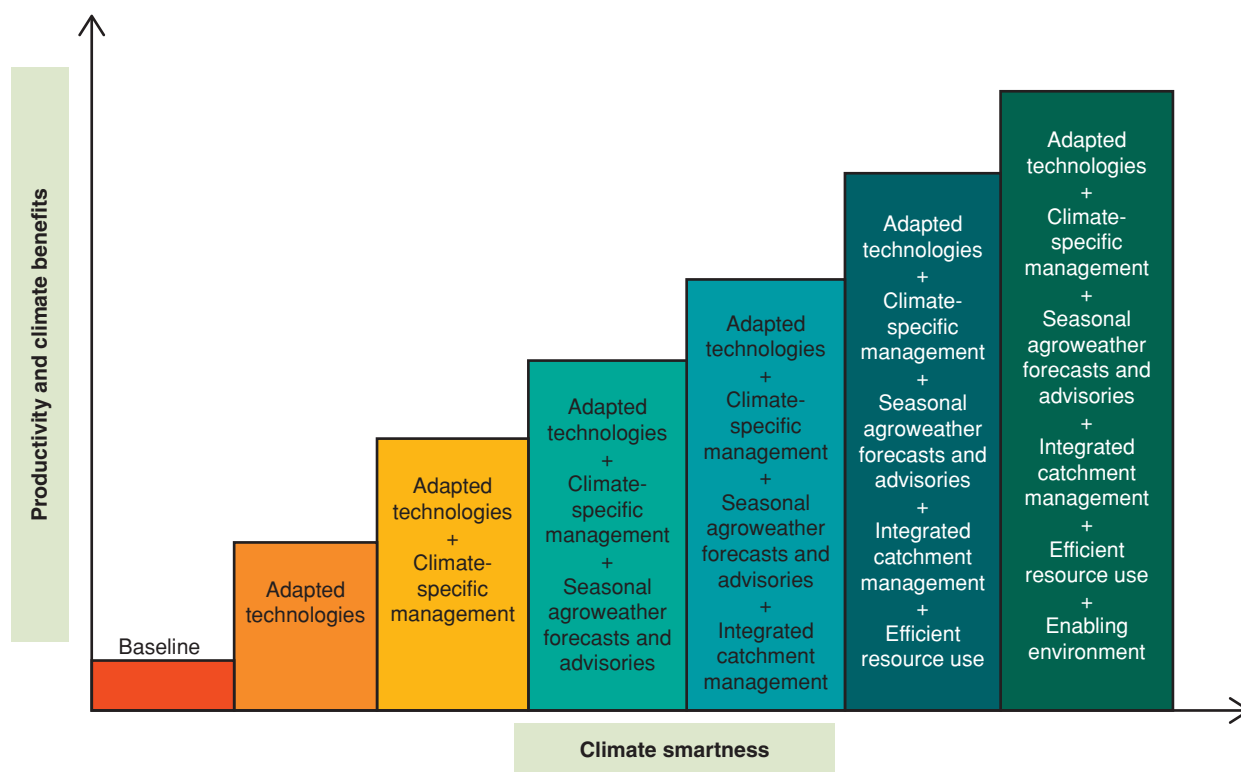 Productivity and climate benefits
Baseline
Adapted
technologies
Adapted
technologies
+
Climate-
specific
management
Adapted
technologies
+
Climate-
specific
management
+
Seasonal
agroweather
forecasts and
advisories
Adapted
technologies
+
Climate-
specific
management
+
Seasonal
agroweather
forecasts and
advisories
+
Integrated
catchment
management
Adapted
technologies
+
Climate-
specific
management
+
Seasonal
agroweather
forecasts and
advisories
+
Integrated
catchment
management
+
Efficient
resource use
Adapted
technologies
+
Climate-
specific
management
+
Seasonal
agroweather
forecasts and
advisories
+
Integrated
catchment
management
+
Efficient
resource use
+
Enabling
environment
Climate smartness